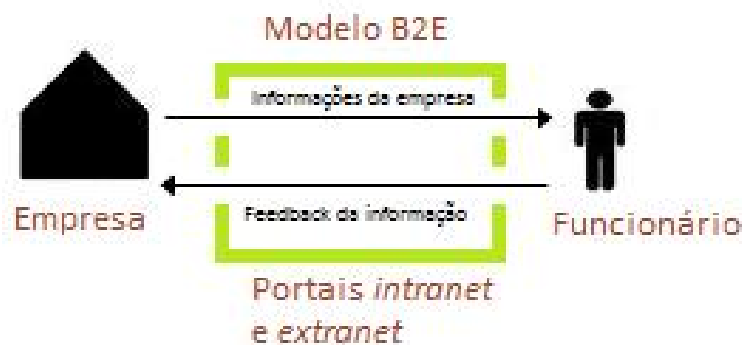 Modelo B2E
Informações da empresa
Feedback da informação
Empresa
Funcionário
Portais intranet
e extranet